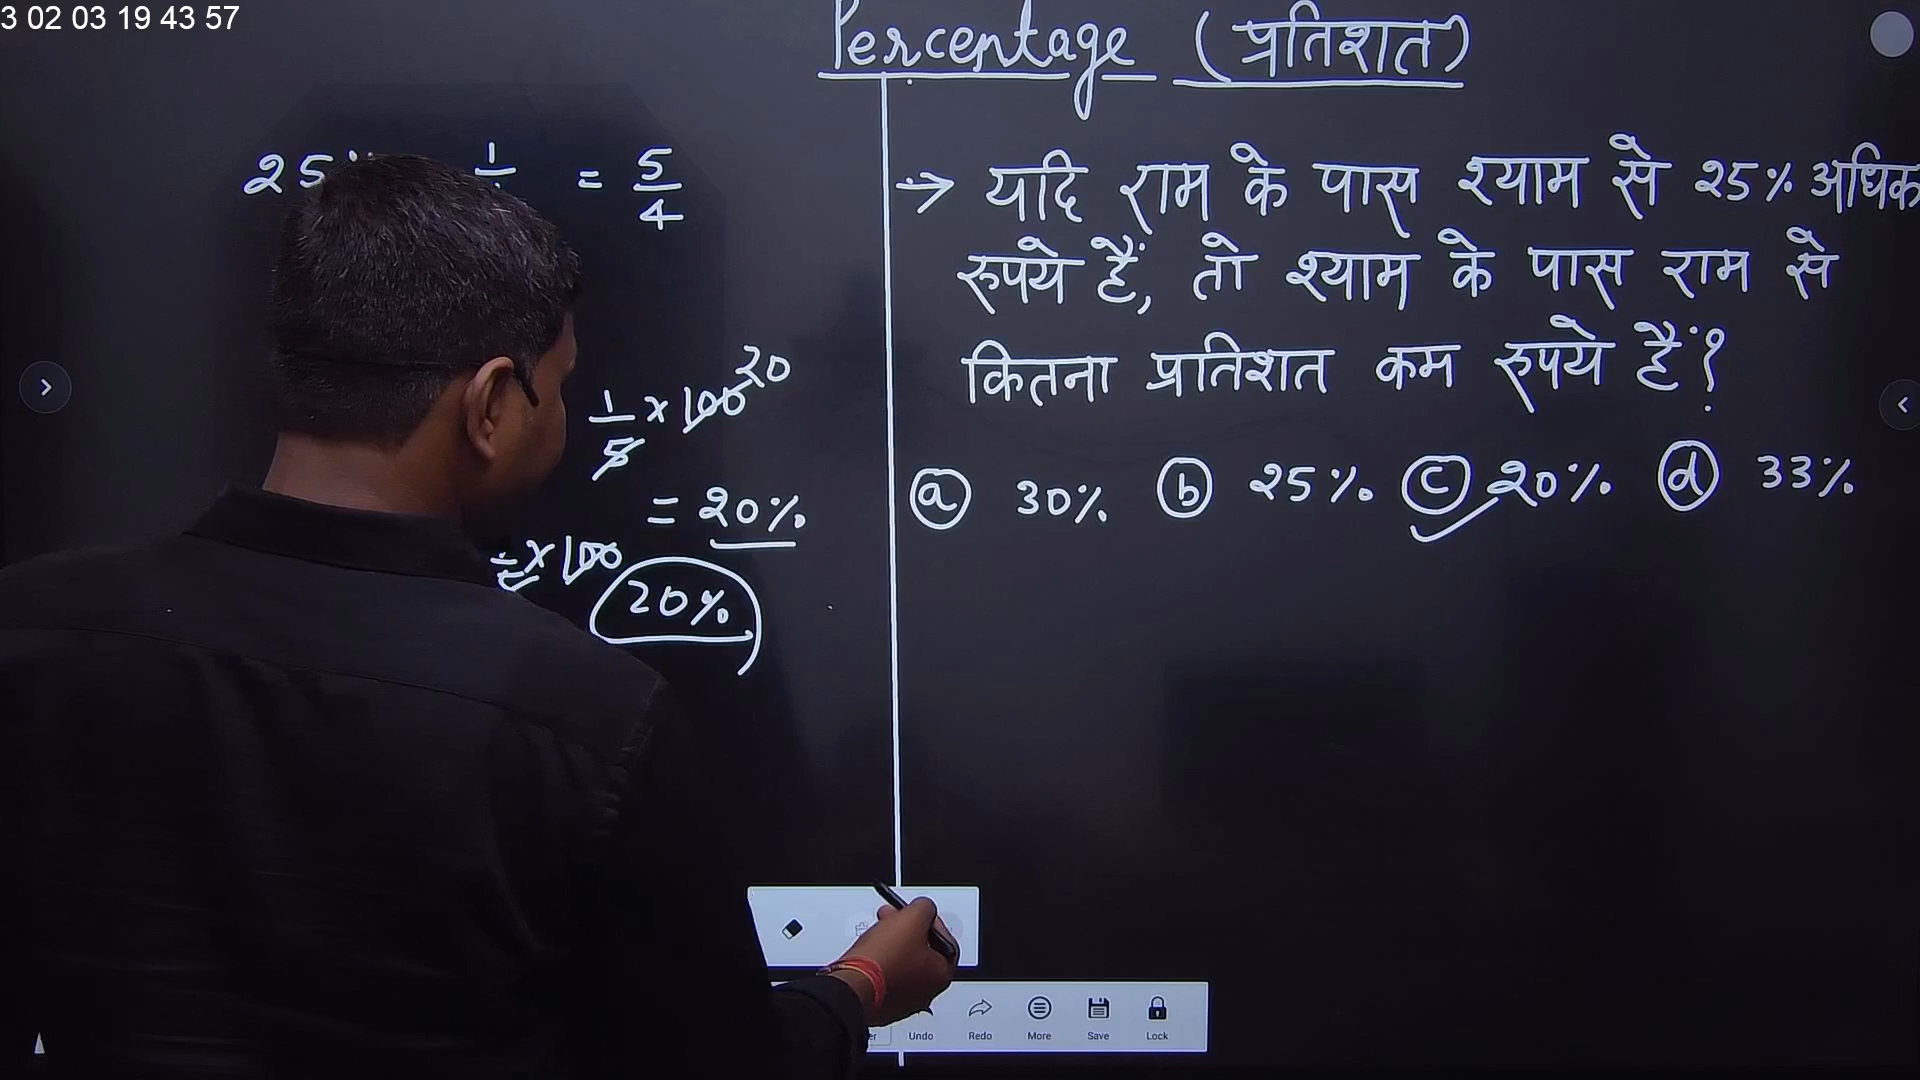 3 02 03 19 43 57
Percentage (प्रतिशत)
25% 1 = 5/4
1/5 x 100 20
= 20%
x 100
20%
→ यदि राम के पास श्याम से 25% अधिक
रुपये हैं, तो श्याम के पास राम से
कितना प्रतिशत कम रुपये हैं?
(a) 30% (b) 25% (c) 20% (d) 33%
Undo Redo More Save Lock